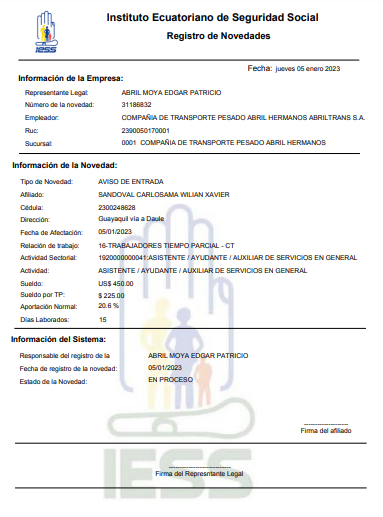 Instituto Ecuatoriano de Seguridad Social
Registro de Novedades
IESS
Fecha: jueves 05 enero 2023
Información de la Empresa:
Representante Legal: ABRIL MOYA EDGAR PATRICIO
Número de la novedad: 31186832
Empleador: COMPAÑIA DE TRANSPORTE PESADO ABRIL HERMANOS ABRILTRANS S.A.
Ruc: 2390050170001
Sucursal: 0001 COMPAÑIA DE TRANSPORTE PESADO ABRIL HERMANOS
Información de la Novedad:
Tipo de Novedad: AVISO DE ENTRADA
Afiliado: SANDOVAL CARLOSAMA WILIAN XAVIER
Cédula: 2300248628
Dirección: Guayaquil via a Daule
Fecha de Afectación: 05/01/2023
Relación de trabajo: 16-TRABAJADORES TIEMPO PARCIAL - CT
Actividad Sectorial: 1920000000041:ASISTENTE / AYUDANTE / AUXILIAR DE SERVICIOS EN GENERAL
Actividad: ASISTENTE / AYUDANTE / AUXILIAR DE SERVICIOS EN GENERAL
Sueldo: US$ 450.00
Sueldo por TP: $ 225.00
Aportación Normal: 20.6 %
Días Laborados: 15
Información del Sistema:
Responsable del registro de la ABRIL MOYA EDGAR PATRICIO
Fecha de registro de la novedad: 05/01/2023
Estado de la Novedad: EN PROCESO
Firma del afiliado
Firma del Represntante Legal
IESS